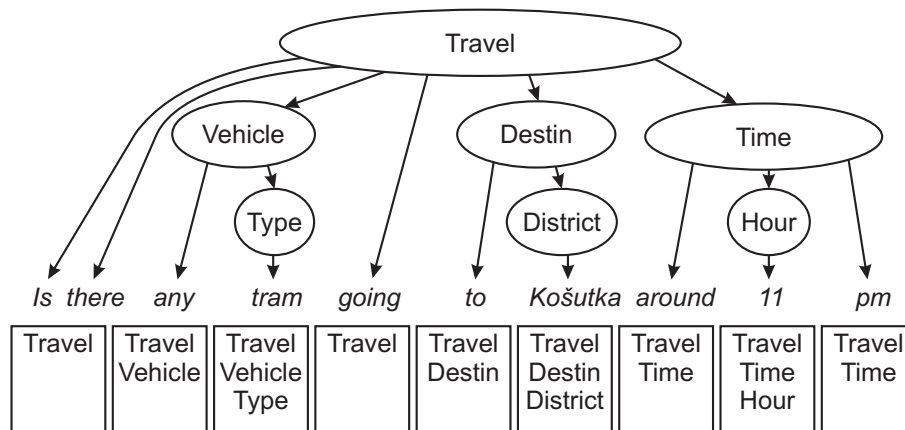 Travel
Vehicle Destin Time
Type District Hour
Is there any tram going to Košutka around 11 pm
Travel Travel Travel Travel Travel Travel Travel Travel Travel
Vehicle Vehicle Destin Destin Time Time Time
Type District Hour